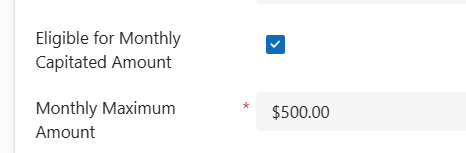 Eligible for Monthly
Capitated Amount
Monthly Maximum * $500.00
Amount